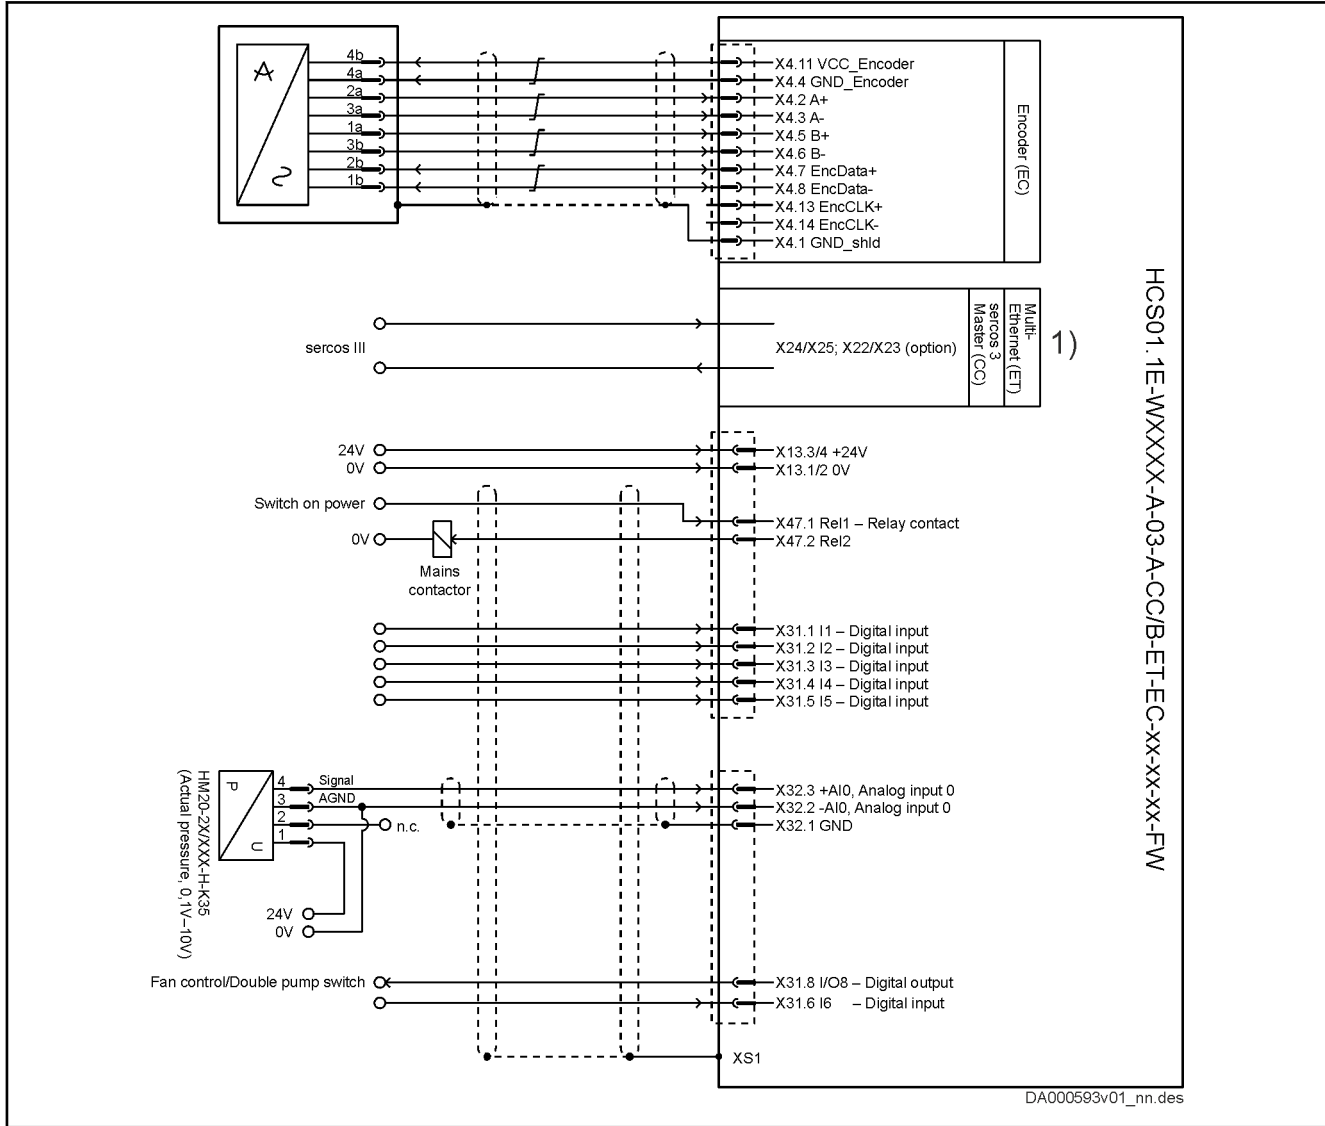 4b
4a
2a
3a
1a
3b
2b
1b
X4.11 VCC_Encoder
X4.4 GND_Encoder
X4.2 A+
X4.3 A-
X4.5 B+
X4.6 B-
X4.7 EncData+
X4.8 EncData-
X4.13 EncCLK+
X4.14 EncCLK-
X4.1 GND_shld
Encoder (EC)
sercos III
X24/X25; X22/X23 (option)
sercos 3
Master (CC)
Multi-
Ethernet (ET)
1)
HCS01.1E-WXXXX-A-03-A-CC/B-ET-EC-xx-xx-xx-FW
24V
0V
X13.3/4 +24V
X13.1/2 0V
Switch on power
0V
Mains
contactor
X47.1 Rel1 – Relay contact
X47.2 Rel2
X31.1 I1 – Digital input
X31.2 I2 – Digital input
X31.3 I3 – Digital input
X31.4 I4 – Digital input
X31.5 I5 – Digital input
HM20-2X/XXX-H-K35
(Actual pressure, 0,1V–10V)
P
U
4
3
2
1
Signal
AGND
n.c.
24V
0V
X32.3 +AI0, Analog input 0
X32.2 -AI0, Analog input 0
X32.1 GND
Fan control/Double pump switch
X31.8 I/O8 – Digital output
X31.6 I6 – Digital input
XS1
DA000593v01_nn.des